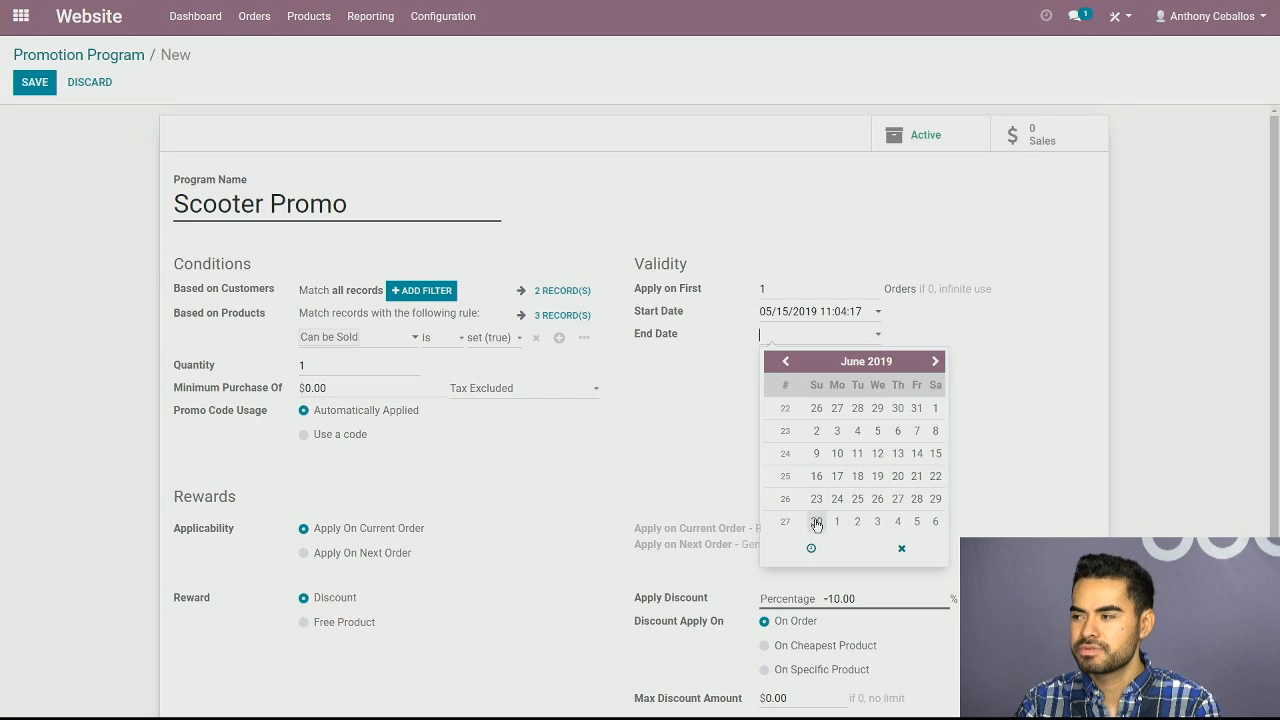 Website Dashboard Orders Products Reporting Configuration 1 Anthony Ceballos
Promotion Program / New
SAVE DISCARD
Active
0
Sales
Program Name
Scooter Promo
Conditions
Based on Customers Match all records + ADD FILTER 2 RECORD(S)
Based on Products Match records with the following rule: 3 RECORD(S)
Can be Sold is set (true)
Quantity 1
Minimum Purchase Of $0.00 Tax Excluded
Promo Code Usage Automatically Applied
Use a code
Validity
Apply on First 1 Orders if 0, infinite use
Start Date 05/15/2019 11:04:17
End Date
June 2019
# Su Mo Tu We Th Fr Sa
22 26 27 28 29 30 31 1
23 2 3 4 5 6 7 8
24 9 10 11 12 13 14 15
25 16 17 18 19 20 21 22
26 23 24 25 26 27 28 29
27 30 1 2 3 4 5 6
Rewards
Applicability Apply On Current Order
Apply On Next Order
Apply on Current Order -
Apply on Next Order -
Reward Discount
Free Product
Apply Discount Percentage 10.00 %
Discount Apply On On Order
On Cheapest Product
On Specific Product
Max Discount Amount $0.00 if 0, no limit